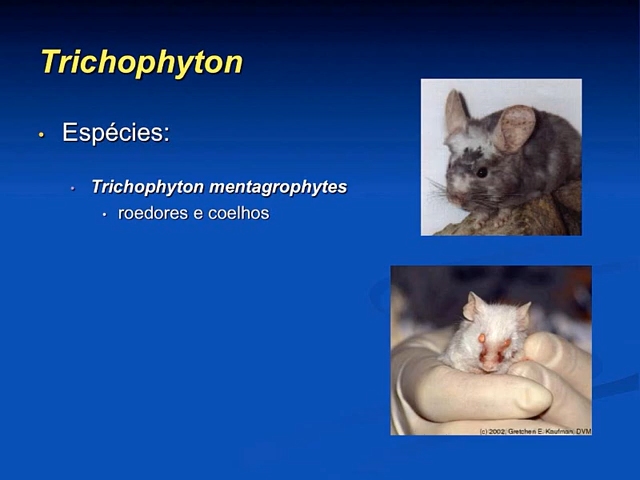 Trichophyton
• Espécies:
• Trichophyton mentagrophytes
• roedores e coelhos
(c) 2002, Gretchen E. Kaufman, DVM